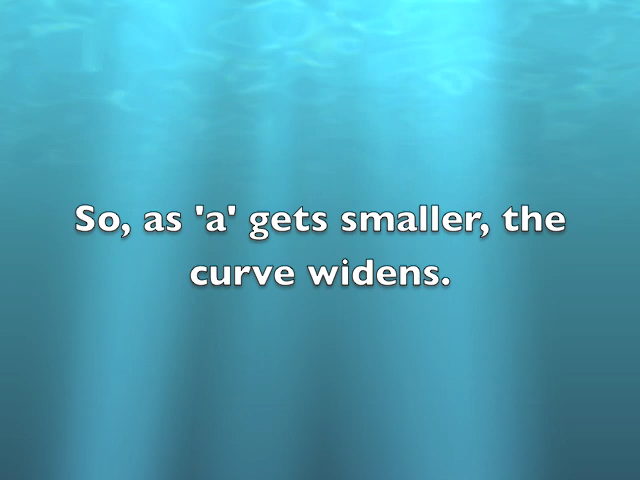 So, as 'a' gets smaller, the
curve widens.